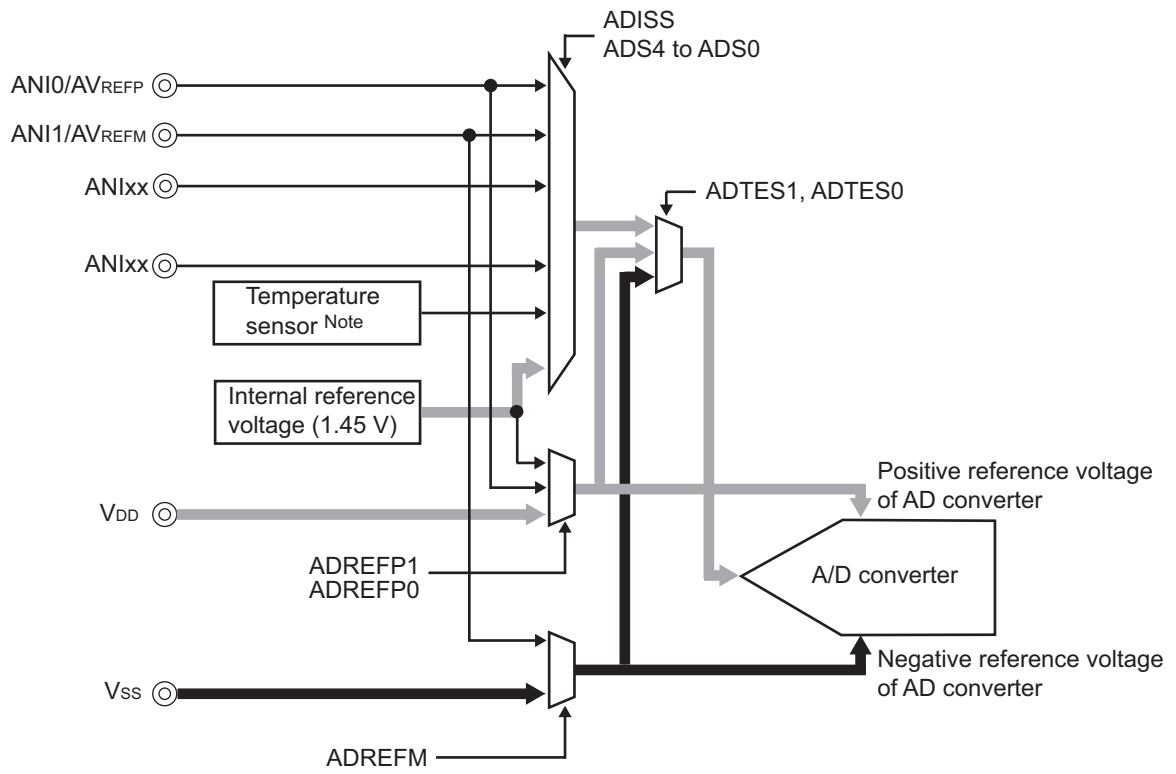 ADISS
ADS4 to ADS0
ANI0/AVREFP
ANI1/AVREFM
ANIxx
ADTES1, ADTES0
ANIxx
Temperature
sensor Note
Internal reference
voltage (1.45 V)
Positive reference voltage
of AD converter
VDD
ADREFP1
ADREFP0
A/D converter
Negative reference voltage
of AD converter
VSS
ADREFM